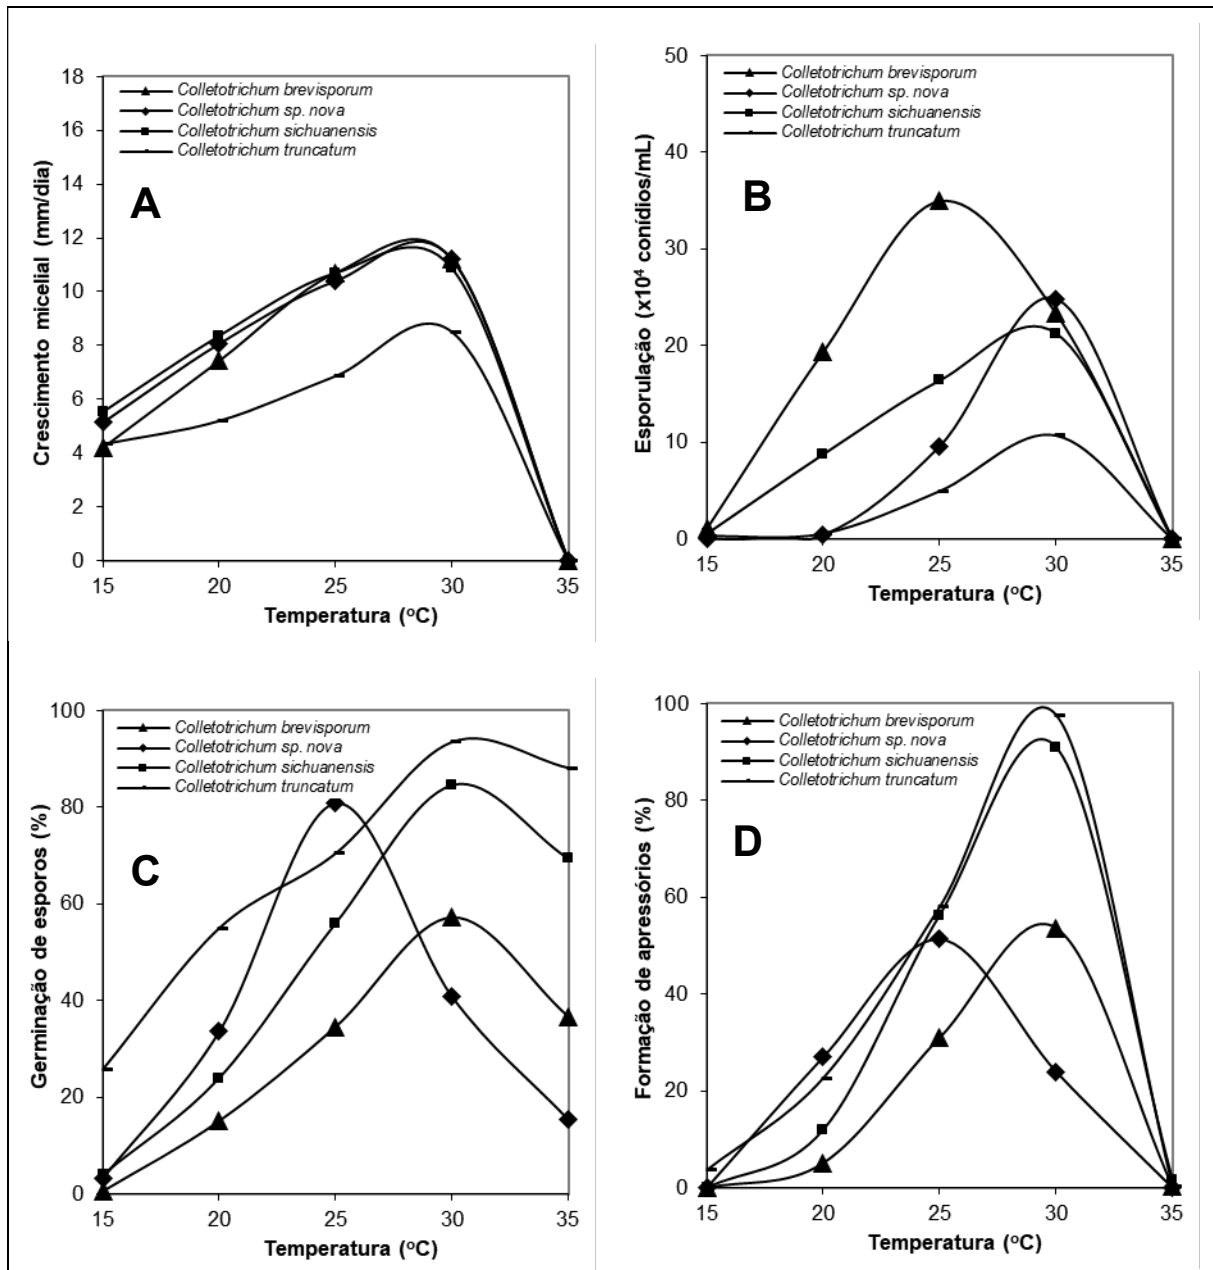 Colletotrichum brevisporum
Colletotrichum sp. nova
Colletotrichum sichuanensis
Colletotrichum truncatum
A
Crescimento micelial (mm/dia)
18
16
14
12
10
8
6
4
2
0
15 20 25 30 35
Temperatura (°C)
Colletotrichum brevisporum
Colletotrichum sp. nova
Colletotrichum sichuanensis
Colletotrichum truncatum
B
Esporulação (x10⁴ conídios/mL)
50
40
30
20
10
0
15 20 25 30 35
Temperatura (°C)
Colletotrichum brevisporum
Colletotrichum sp. nova
Colletotrichum sichuanensis
Colletotrichum truncatum
C
Germinação de esporos (%)
100
80
60
40
20
0
15 20 25 30 35
Temperatura (°C)
Colletotrichum brevisporum
Colletotrichum sp. nova
Colletotrichum sichuanensis
Colletotrichum truncatum
D
Formação de apressórios (%)
100
80
60
40
20
0
15 20 25 30 35
Temperatura (°C)